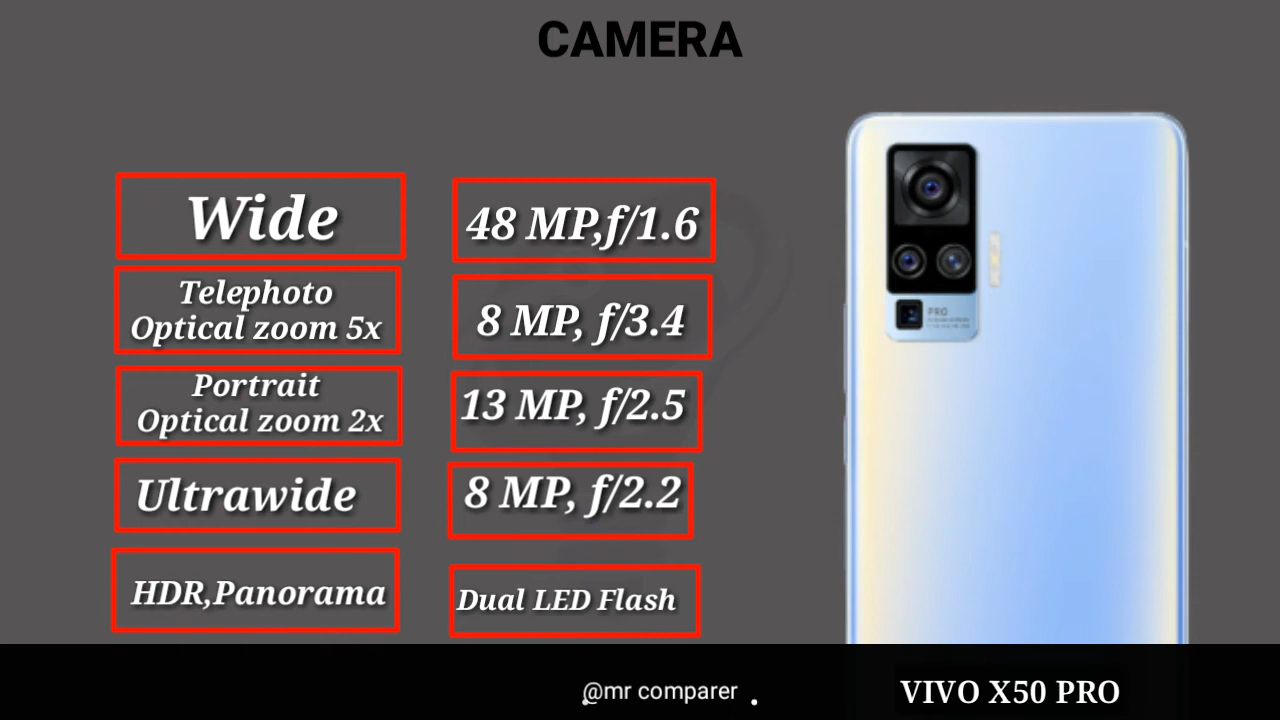 CAMERA
Wide
48 MP,f/1.6
Telephoto
Optical zoom 5x
8 MP, f/3.4
Portrait
Optical zoom 2x
13 MP, f/2.5
Ultrawide
8 MP, f/2.2
HDR,Panorama
Dual LED Flash
PRO
@mr comparer
VIVO X50 PRO